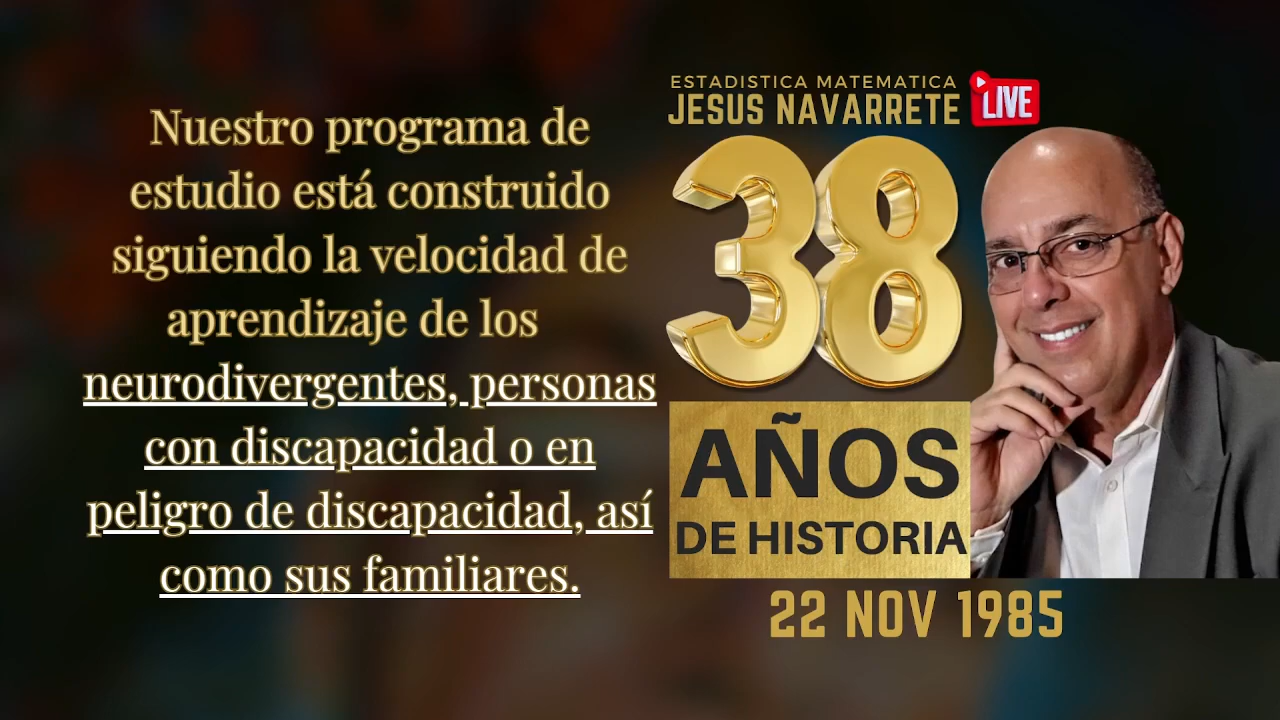 Nuestro programa de
estudio está construido
siguiendo la velocidad de
aprendizaje de los
neurodivergentes, personas
con discapacidad o en
peligro de discapacidad, así
como sus familiares.
ESTADISTICA MATEMATICA
JESUS NAVARRETE
LIVE
38
AÑOS
DE HISTORIA
22 NOV 1985